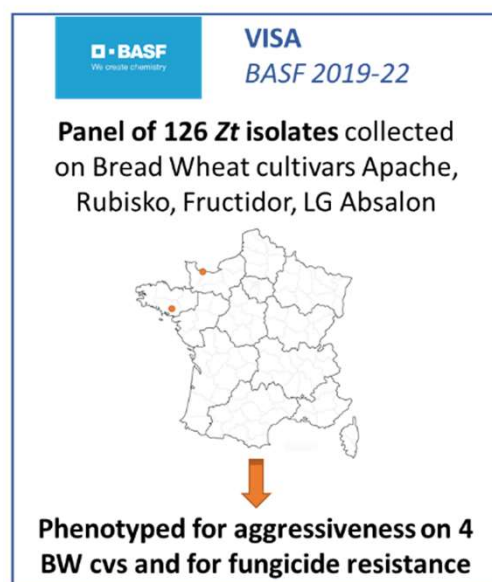 BASF
We create chemistry
VISA
BASF 2019-22
Panel of 126 Zt isolates collected
on Bread Wheat cultivars Apache,
Rubisko, Fructidor, LG Absalon
Phenotyped for aggressiveness on 4
BW cvs and for fungicide resistance